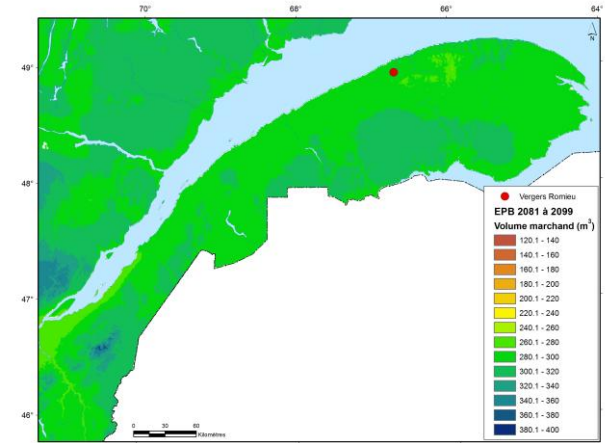 70°
68°
66°
64°
N
49°
48°
47°
46°
Vergers Romieu
EPB 2081 à 2099
Volume marchand (m³)
120.1 - 140
140.1 - 160
160.1 - 180
180.1 - 200
200.1 - 220
220.1 - 240
240.1 - 260
260.1 - 280
280.1 - 300
300.1 - 320
320.1 - 340
340.1 - 360
360.1 - 380
380.1 - 400
0 30 60
Kilomètres